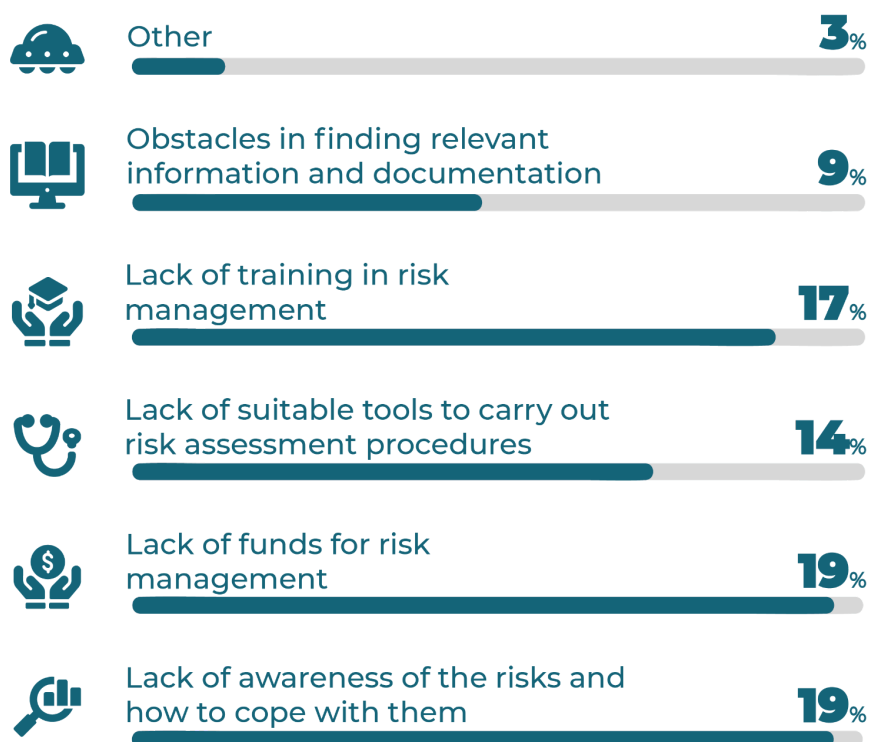 Other
3%
Obstacles in finding relevant
information and documentation
9%
Lack of training in risk
management
17%
Lack of suitable tools to carry out
risk assessment procedures
14%
Lack of funds for risk
management
$
19%
Lack of awareness of the risks and
how to cope with them
19%